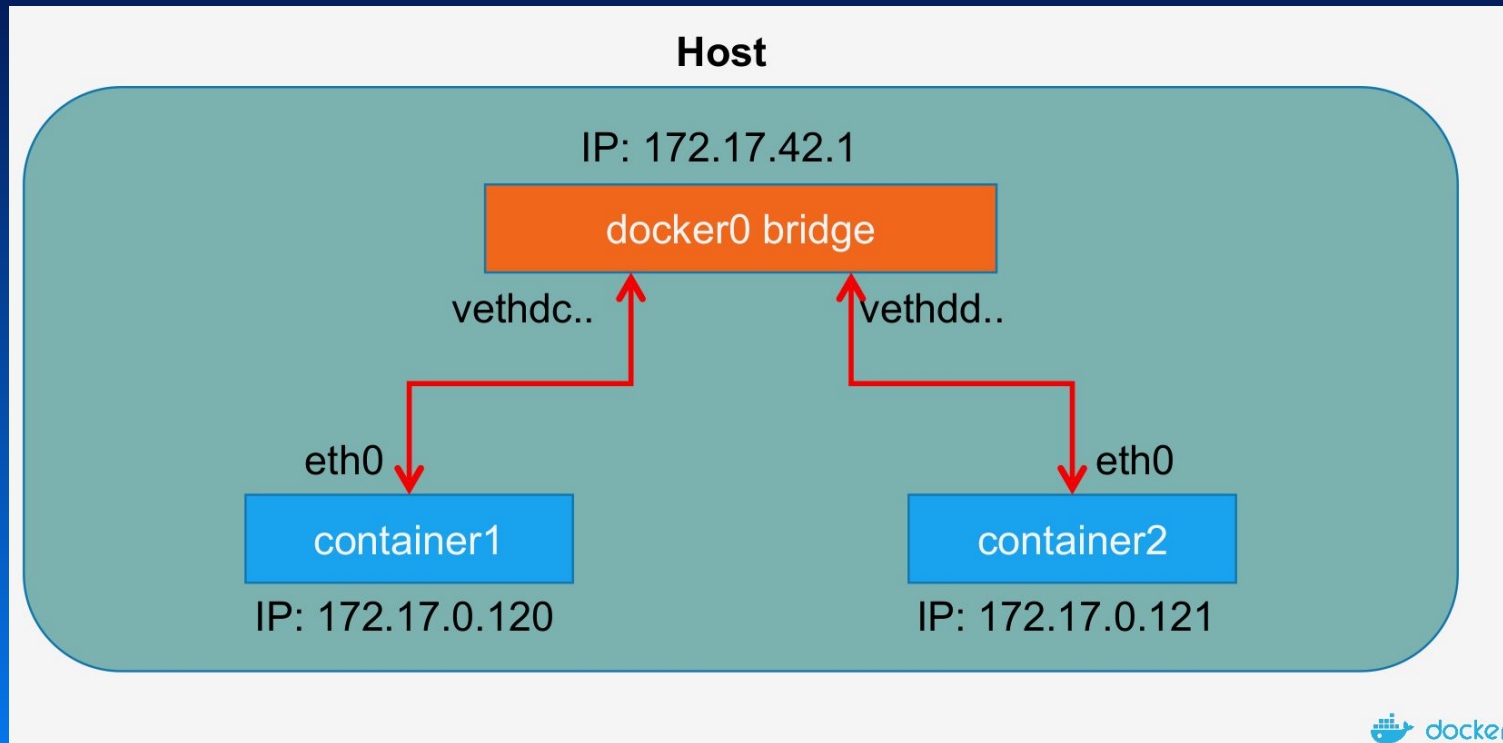 Host
IP: 172.17.42.1
docker0 bridge
vethdc..
vethdd..
eth0
eth0
container1
container2
IP: 172.17.0.120
IP: 172.17.0.121
docker